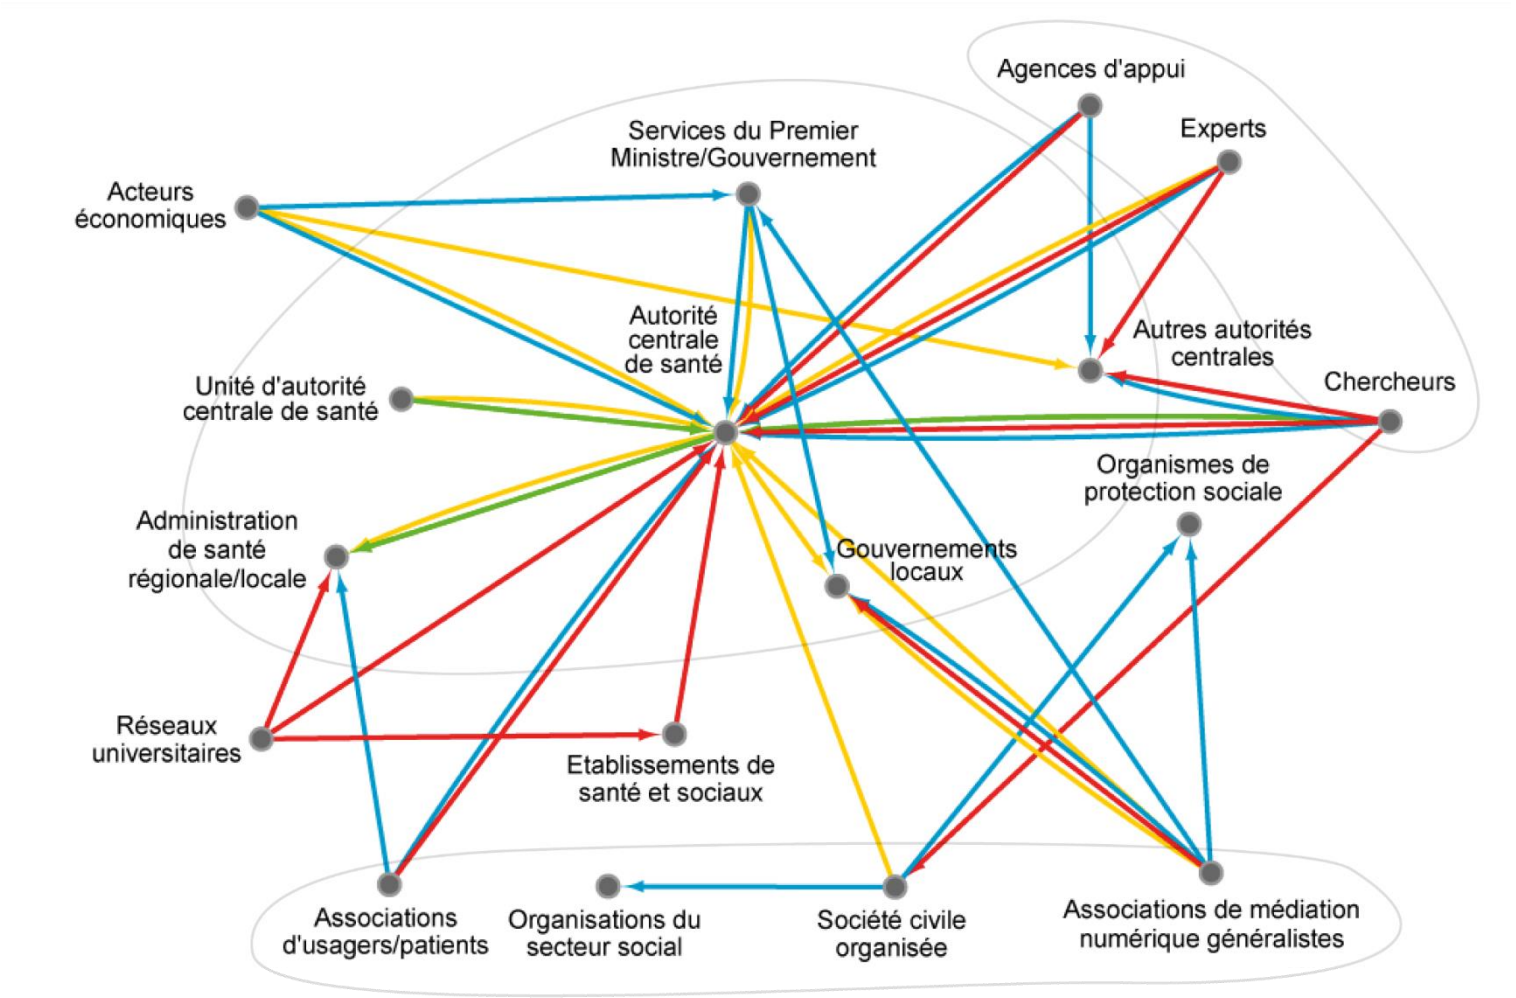 Agences d'appui
Experts
Services du Premier
Ministre/Gouvernement
Acteurs
économiques
Autorité
centrale
de santé
Autres autorités
centrales
Chercheurs
Unité d'autorité
centrale de santé
Organismes de
protection sociale
Administration
de santé
régionale/locale
Gouvernements
locaux
Réseaux
universitaires
Etablissements de
santé et sociaux
Associations
d'usagers/patients
Organisations du
secteur social
Société civile
organisée
Associations de médiation
numérique généralistes